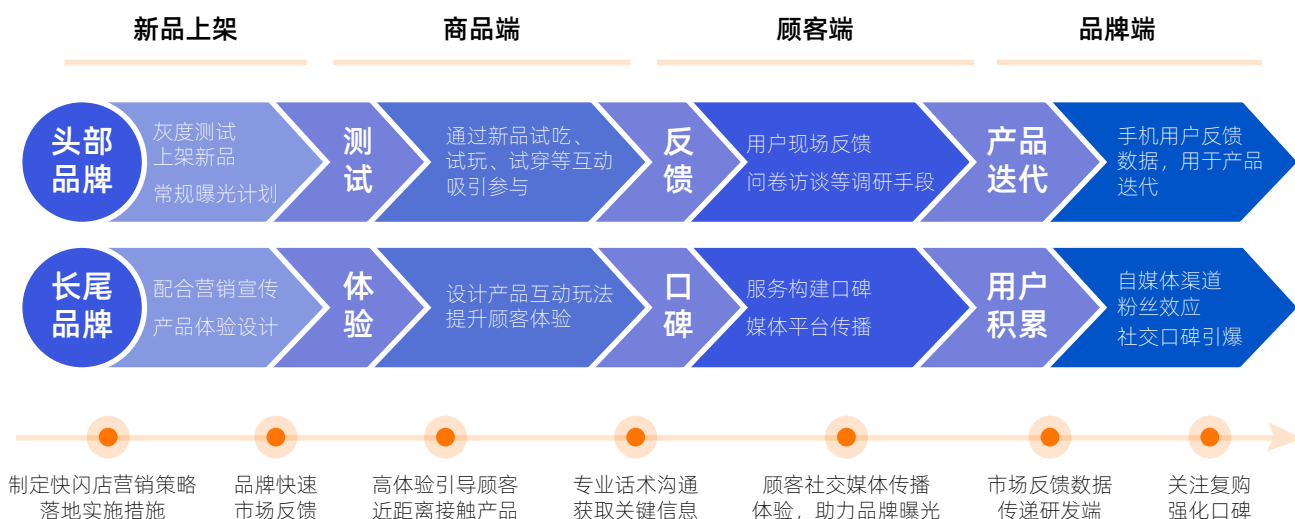 新品上架
商品端
顾客端
品牌端
头部
品牌
灰度测试
上架新品
常规曝光计划
测
试
通过新品试吃、
试玩、试穿等互动
吸引参与
反
馈
用户现场反馈
问卷访谈等调研手段
产品
迭代
手机用户反馈
数据，用于产品
迭代
长尾
品牌
配合营销宣传
产品体验设计
体
验
设计产品互动玩法
提升顾客体验
口
碑
服务构建口碑
媒体平台传播
用户
积累
自媒体渠道
粉丝效应
社交口碑引爆
制定快闪店营销策略
落地实施措施
品牌快速
市场反馈
高体验引导顾客
近距离接触产品
专业话术沟通
获取关键信息
顾客社交媒体传播
体验，助力品牌曝光
市场反馈数据
传递研发端
关注复购
强化口碑